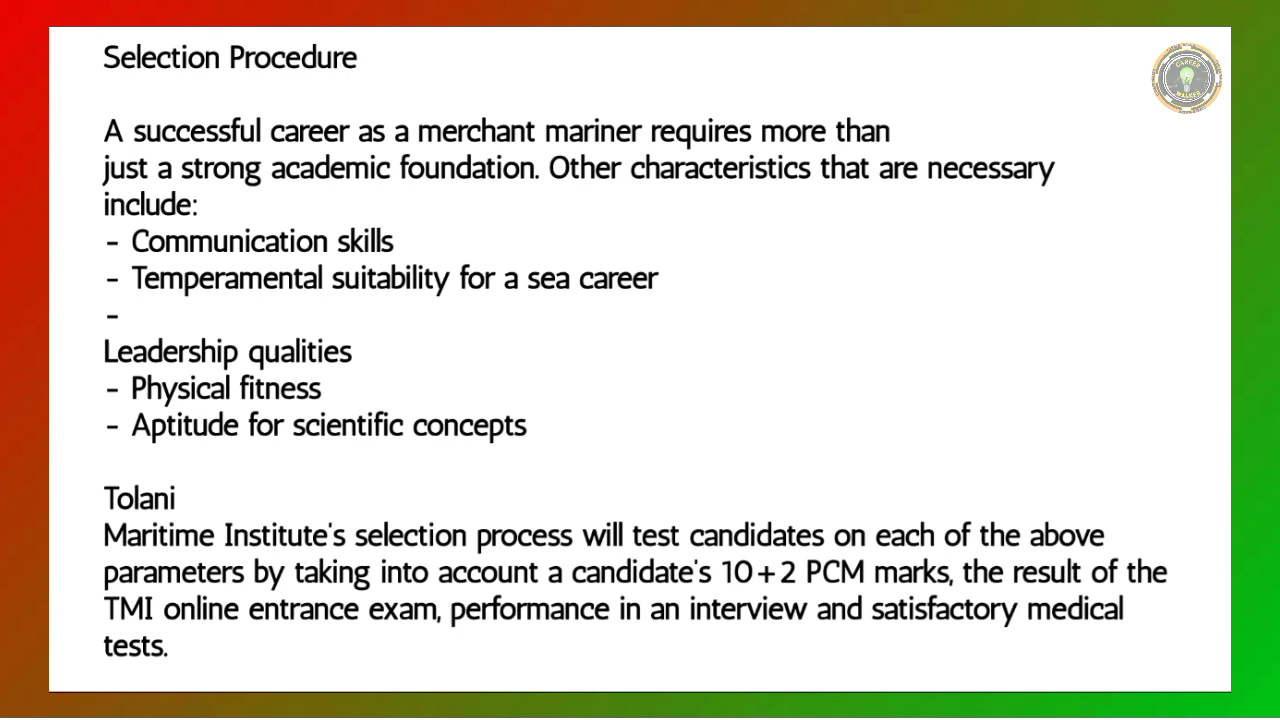 Selection Procedure
CAREER
WALKER
A successful career as a merchant mariner requires more than
just a strong academic foundation. Other characteristics that are necessary
include:
- Communication skills
- Temperamental suitability for a sea career
-
Leadership qualities
- Physical fitness
- Aptitude for scientific concepts
Tolani
Maritime Institute's selection process will test candidates on each of the above
parameters by taking into account a candidate's 10+2 PCM marks, the result of the
TMI online entrance exam, performance in an interview and satisfactory medical
tests.